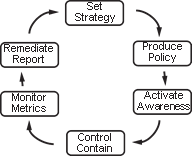 Set
Strategy
Produce
Policy
Activate
Awareness
Control
Contain
Monitor
Metrics
Remediate
Report